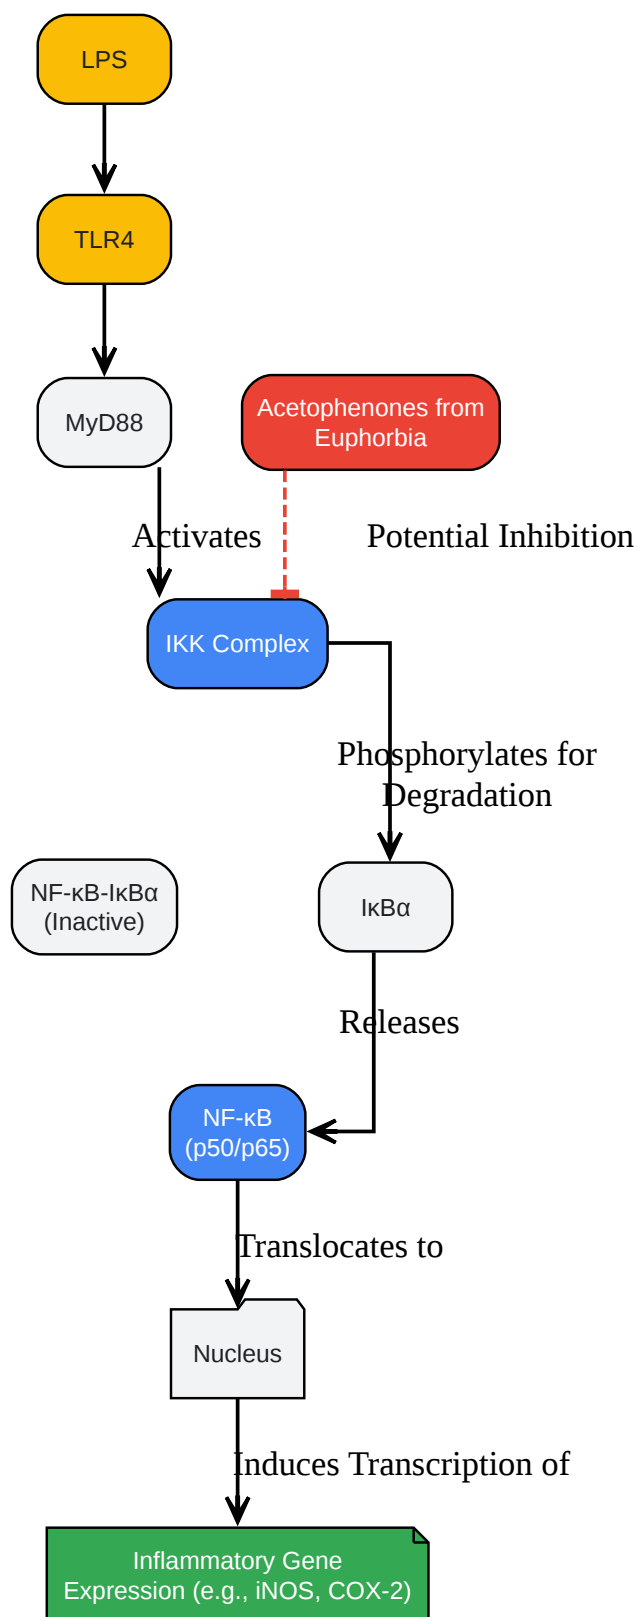 LPS
TLR4
MyD88
Acetophenones from
Euphorbia
Activates
Potential Inhibition
IKK Complex
Phosphorylates for
Degradation
NF-κB-IκBα
(Inactive)
IκBα
Releases
NF-κB
(p50/p65)
Translocates to
Nucleus
Induces Transcription of
Inflammatory Gene
Expression (e.g., iNOS, COX-2)